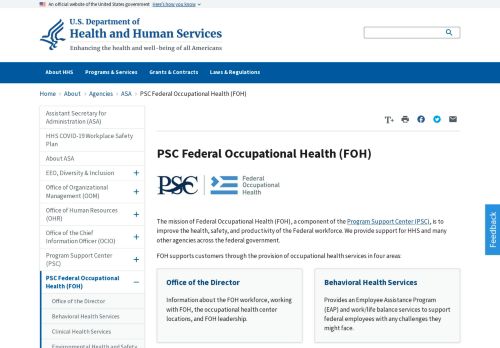 An official website of the United States government Here's how you know
U.S. Department of
Health and Human Services
Enhancing the health and well-being of all Americans
About HHS Programs & Services Grants & Contracts Laws & Regulations
Home > About > Agencies > ASA > PSC Federal Occupational Health (FOH)
Assistant Secretary for
Administration (ASA)
HHS COVID-19 Workplace Safety
Plan
About ASA
EEO, Diversity & Inclusion
Office of Organizational
Management (OOM)
Office of Human Resources
(OHR)
Office of the Chief
Information Officer (OCIO)
Program Support Center
(PSC)
PSC Federal Occupational
Health (FOH)
Office of the Director
Behavioral Health Services
Clinical Health Services
Environmental Health and Safety
T+
PSC Federal Occupational Health (FOH)
PSC
Federal
Occupational
Health
The mission of Federal Occupational Health (FOH), a component of the Program Support Center (PSC), is to
improve the health, safety, and productivity of the Federal workforce. We provide support for HHS and many
other agencies across the federal government.
FOH supports customers through the provision of occupational health services in four areas:
Office of the Director
Information about the FOH workforce, working
with FOH, the occupational health center
locations, and FOH leadership.
Behavioral Health Services
Provides an Employee Assistance Program
(EAP) and work/life balance services to support
federal employees with any challenges they
might face.
Feedback